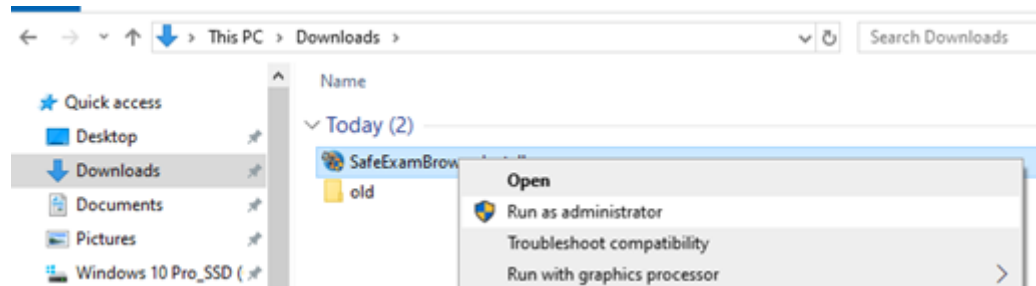 This PC > Downloads >
Search Downloads
Name
Quick access
Today (2)
Desktop
SafeExamBrow
Downloads
Open
old
Documents
Run as administrator
Pictures
Troubleshoot compatibility
Windows 10 Pro_SSD (
Run with graphics processor